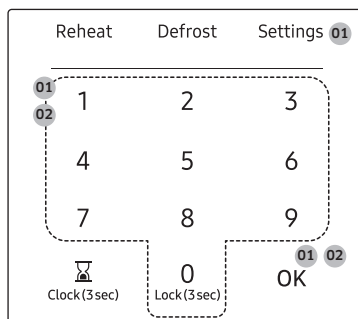 Reheat Defrost Settings 01
01 1 2 3
02
4 5 6
7 8 9
01 02
0 OK
Clock(3 sec) Lock(3 sec)